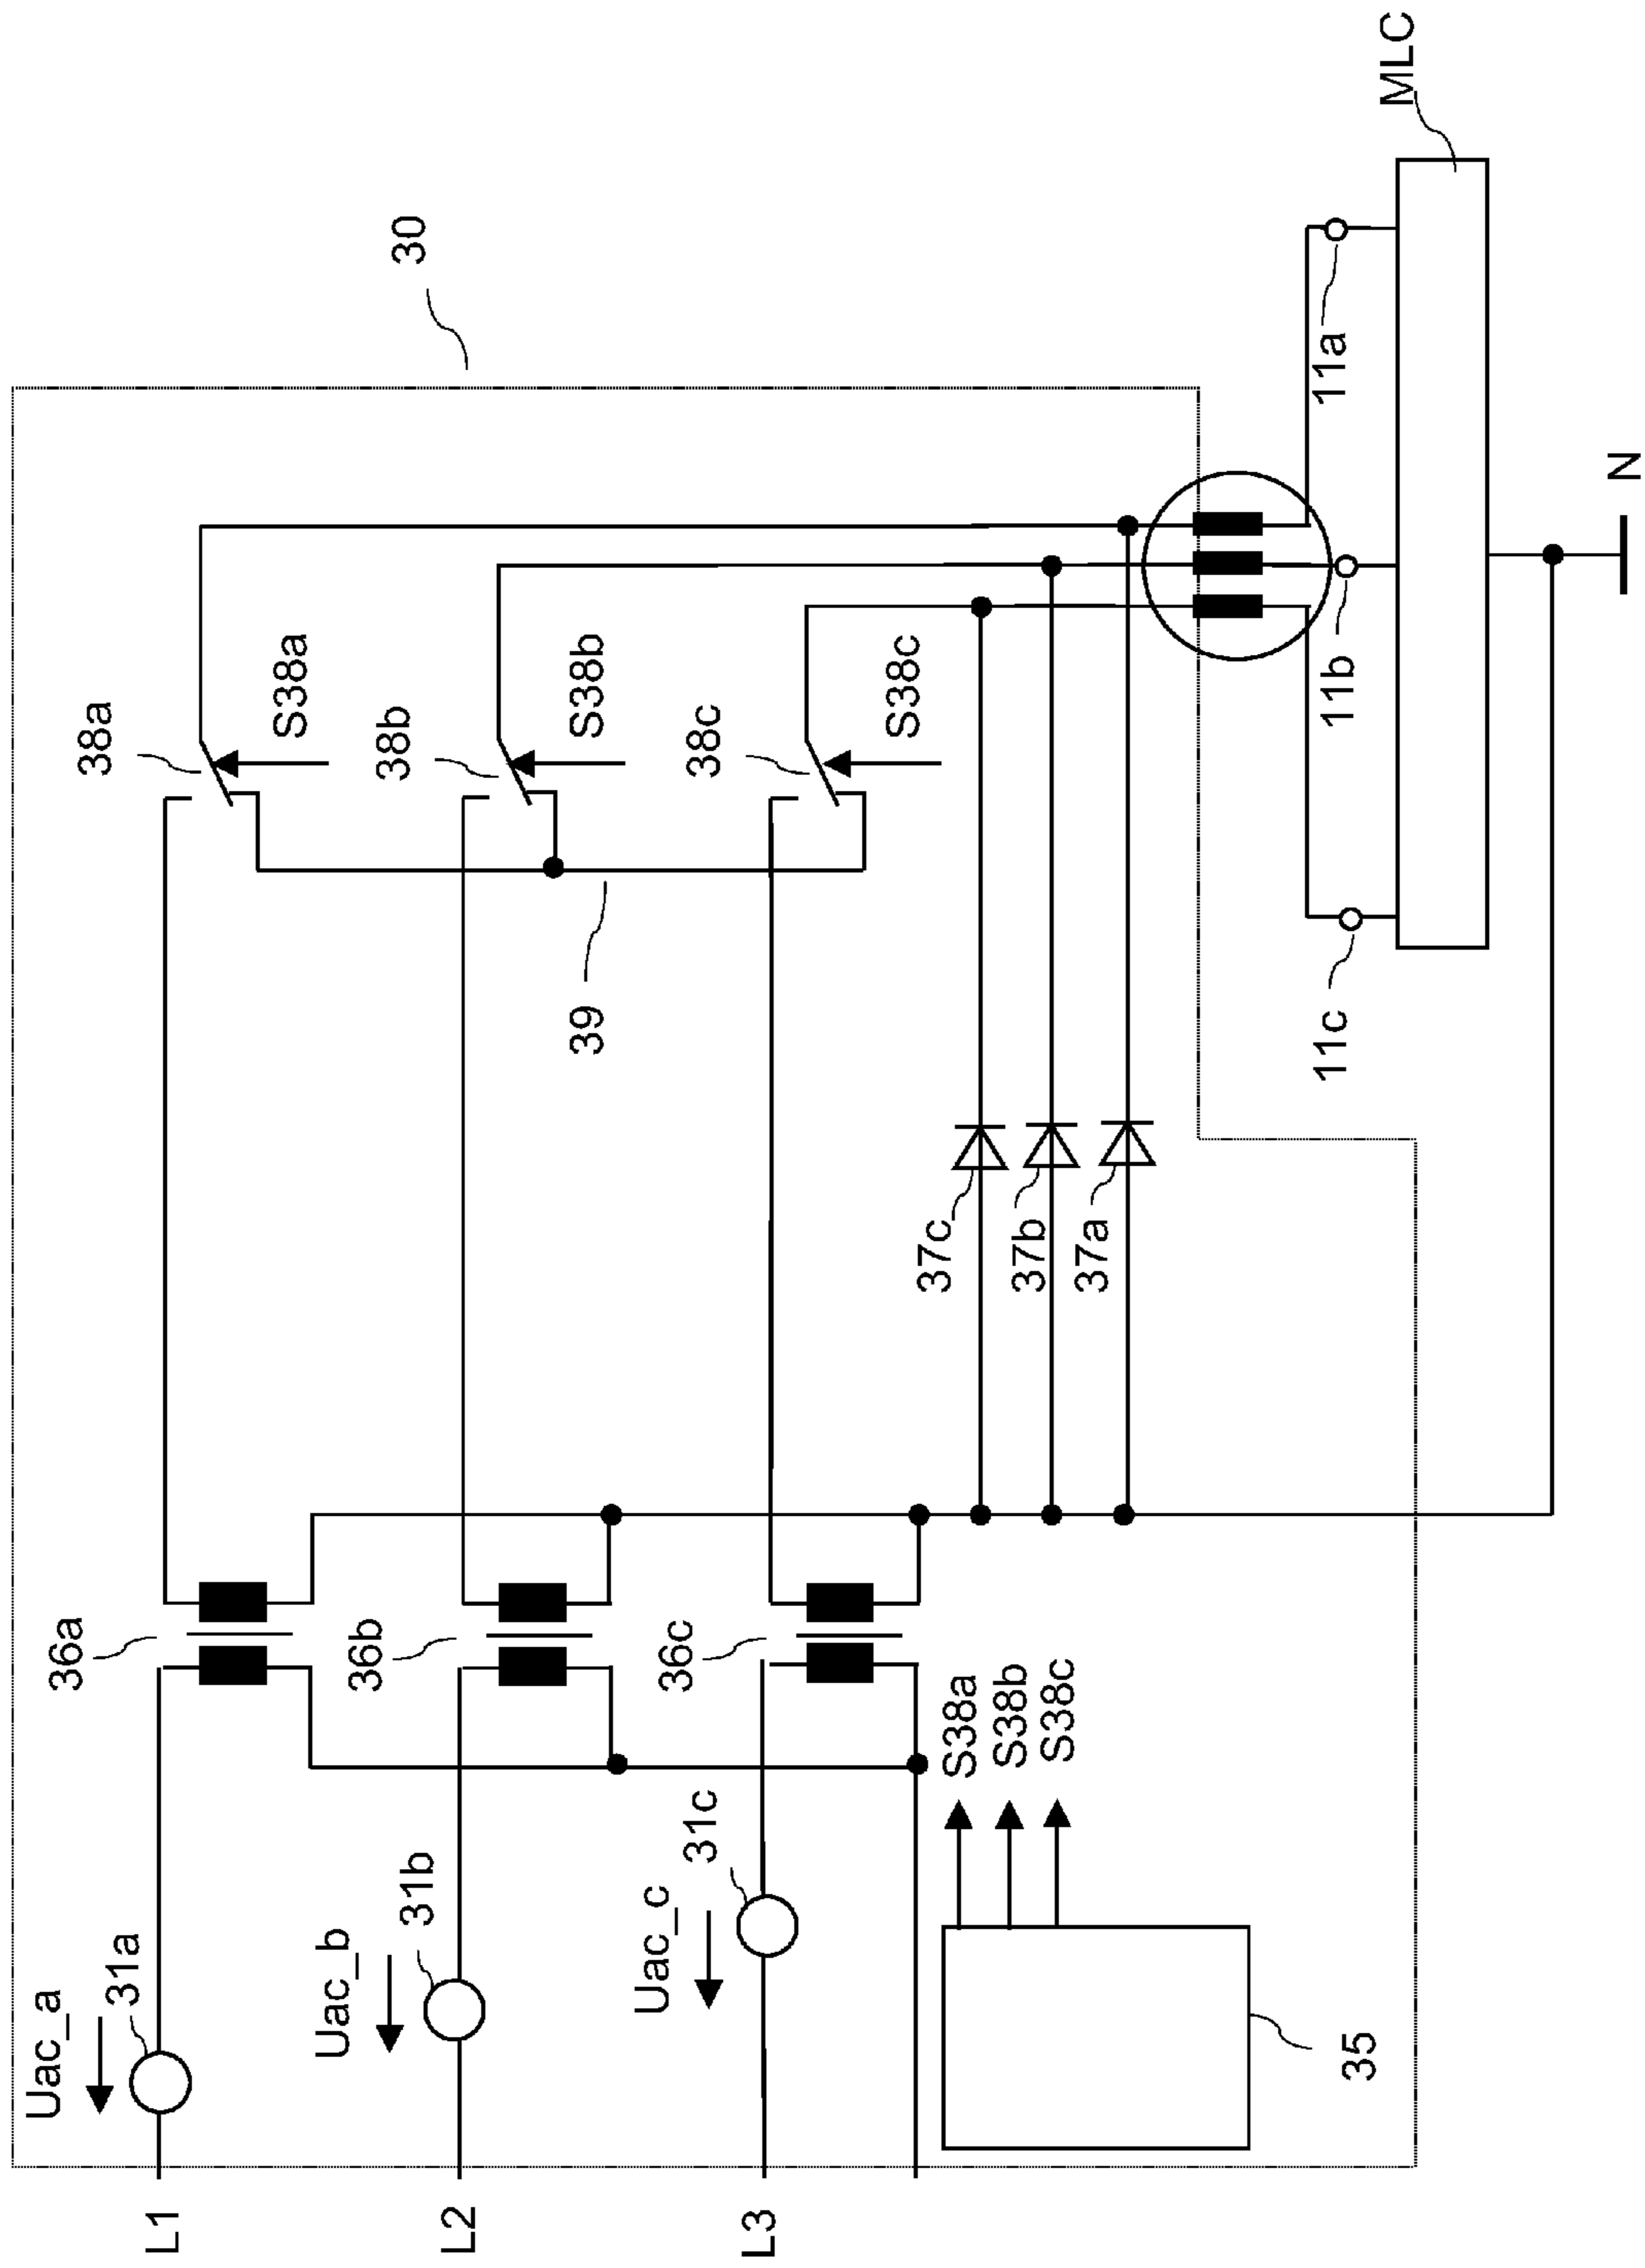 L1
Uac_a
31a
36a
38a
S38a
30
L2
Uac_b
31b
36b
38b
S38b
L3
Uac_c
31c
36c
38c
S38c
39
35
S38a
S38b
S38c
37c
37b
37a
11c
11b
11a
MLC
N